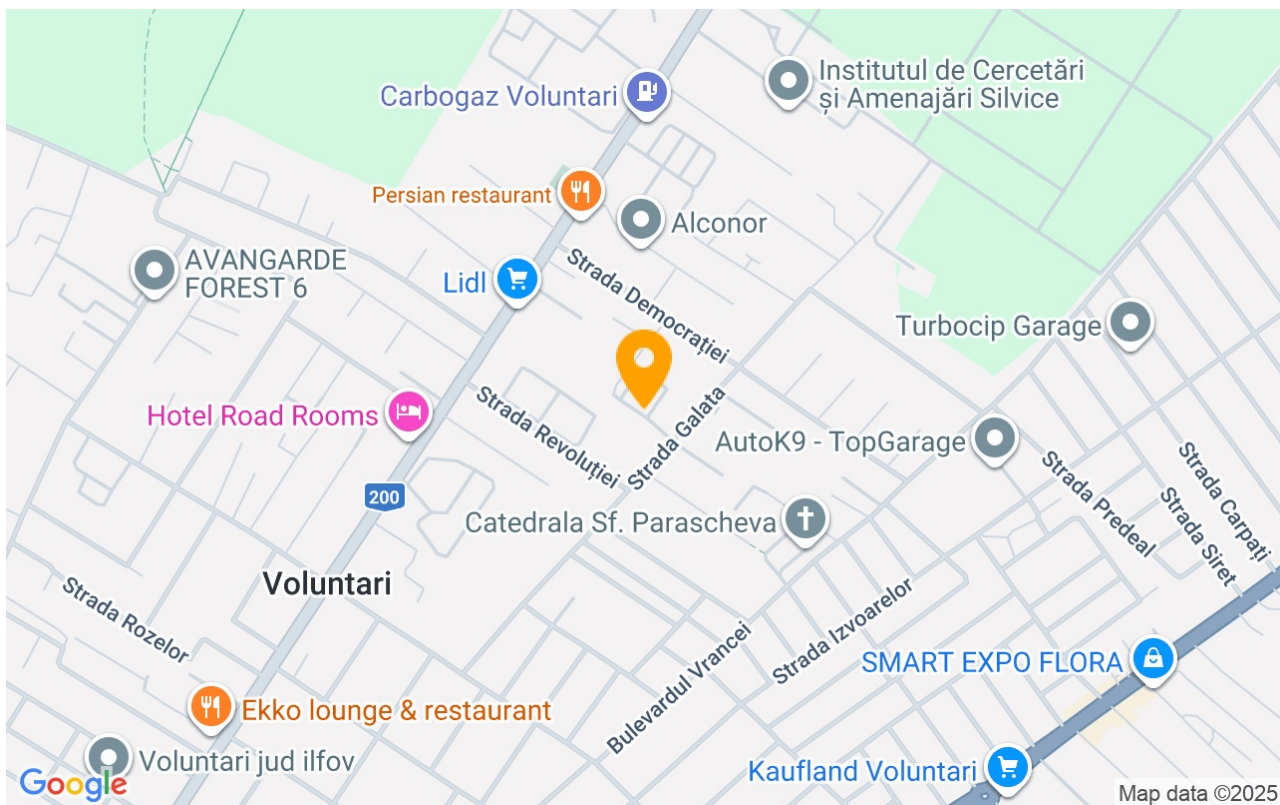 Institutul de Cercetări
și Amenajări Silvice
Carbogaz Voluntari
Persian restaurant
Alconor
AVANGARDE
FOREST 6
Lidl
Strada Democrației
Turbocip Garage
Hotel Road Rooms
Strada Revoluției
Strada Galata
AutoK9 - TopGarage
Strada Carpați
Strada Siret
Strada Predeal
200
Catedrala Sf. Parascheva
Voluntari
Strada Rozelor
Strada Izvoarelor
Bulevardul Vrancei
SMART EXPO FLORA
Ekko lounge & restaurant
Voluntari jud ilfov
Kaufland Voluntari
Google
Map data ©2025